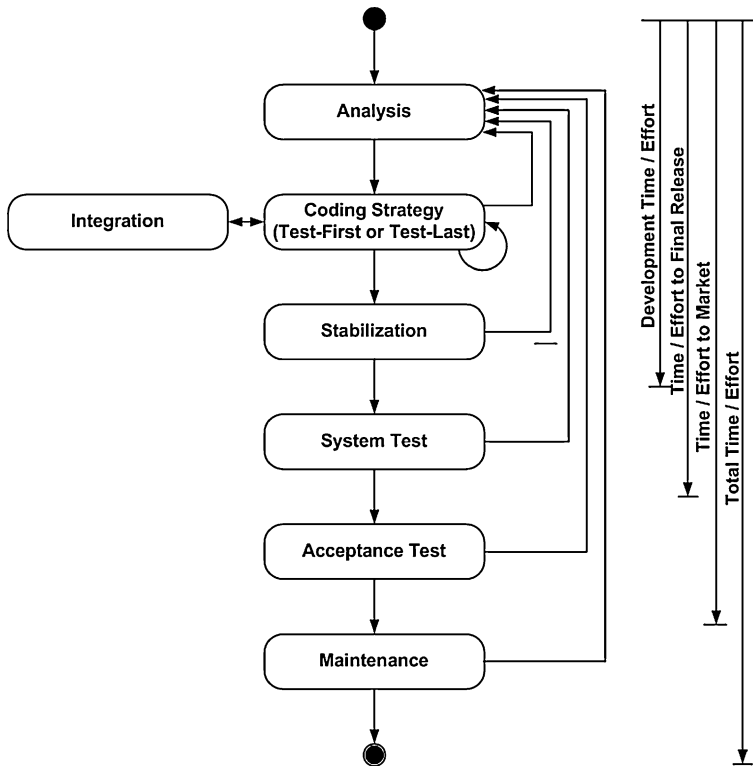 Analysis
Integration
Coding Strategy
(Test-First or Test-Last)
Stabilization
System Test
Acceptance Test
Maintenance
Development Time / Effort
Time / Effort to Final Release
Time / Effort to Market
Total Time / Effort